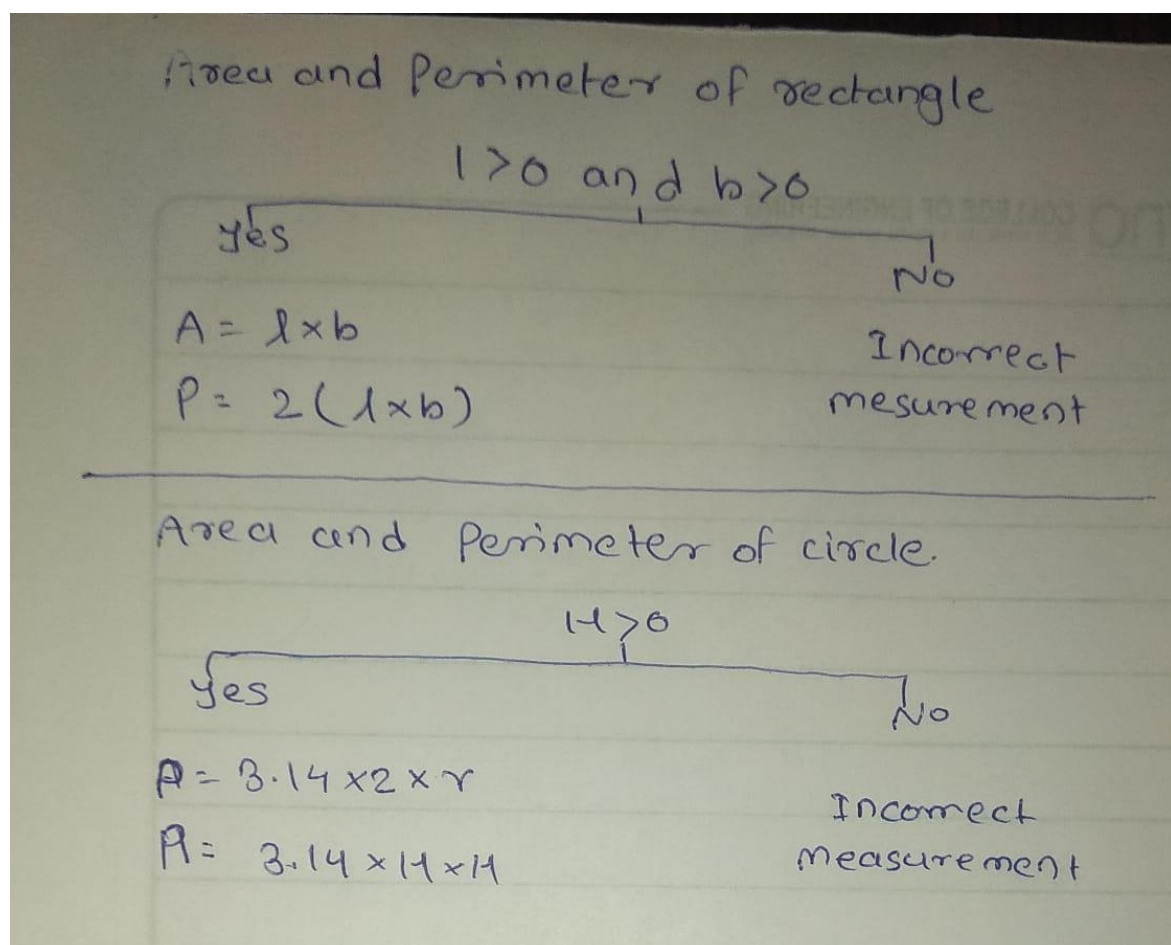 Area and Perimeter of rectangle
l>0 and b>0
Yes
No
A = l×b
P = 2(l×b)
Incorrect
mesurement
Area and Perimeter of circle.
r>0
Yes
No
P = 3.14×2×r
A = 3.14×r×r
Incorrect
measurement